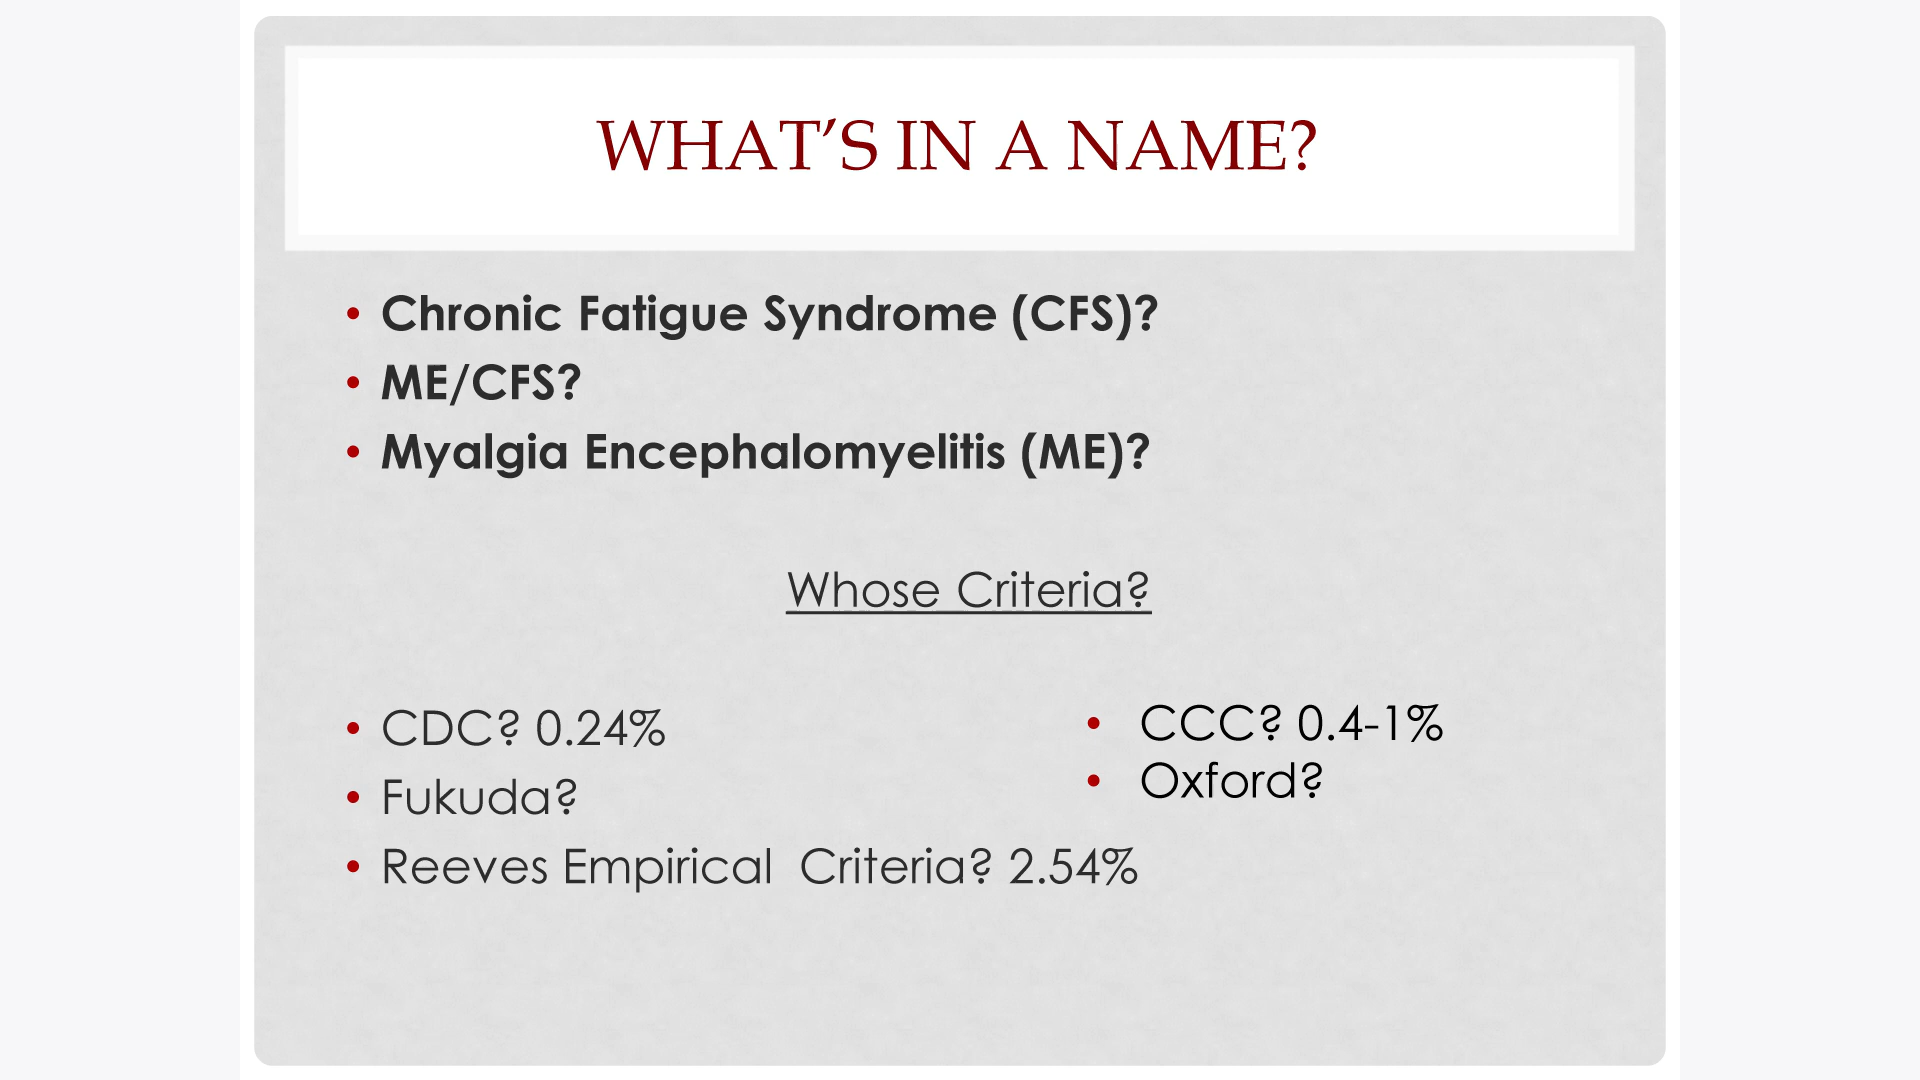 WHAT’S IN A NAME?
• Chronic Fatigue Syndrome (CFS)?
• ME/CFS?
• Myalgia Encephalomyelitis (ME)?
Whose Criteria?
• CDC? 0.24%
• Fukuda?
• Reeves Empirical  Criteria? 2.54%
• CCC? 0.4-1%
• Oxford?